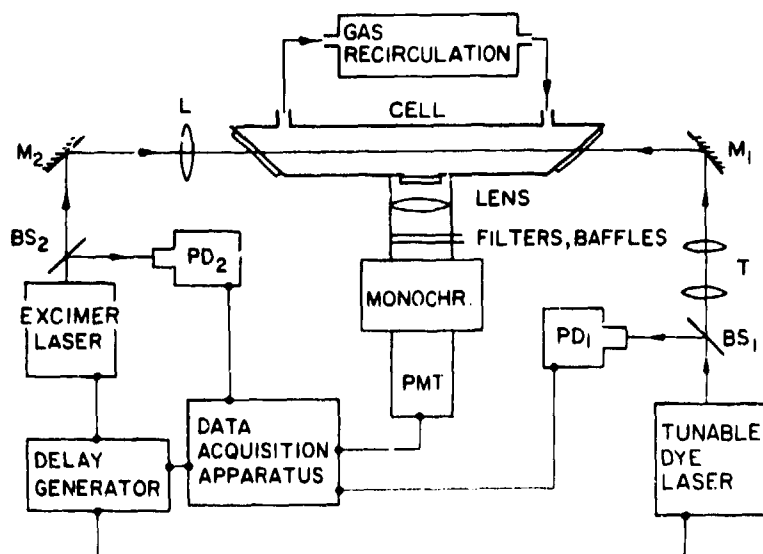 GAS
RECIRCULATION
L
CELL
M2
M1
LENS
BS2
FILTERS, BAFFLES
PD2
T
EXCIMER
LASER
MONOCHR.
PD1
BS1
PMT
DATA
ACQUISITION
APPARATUS
TUNABLE
DYE
LASER
DELAY
GENERATOR